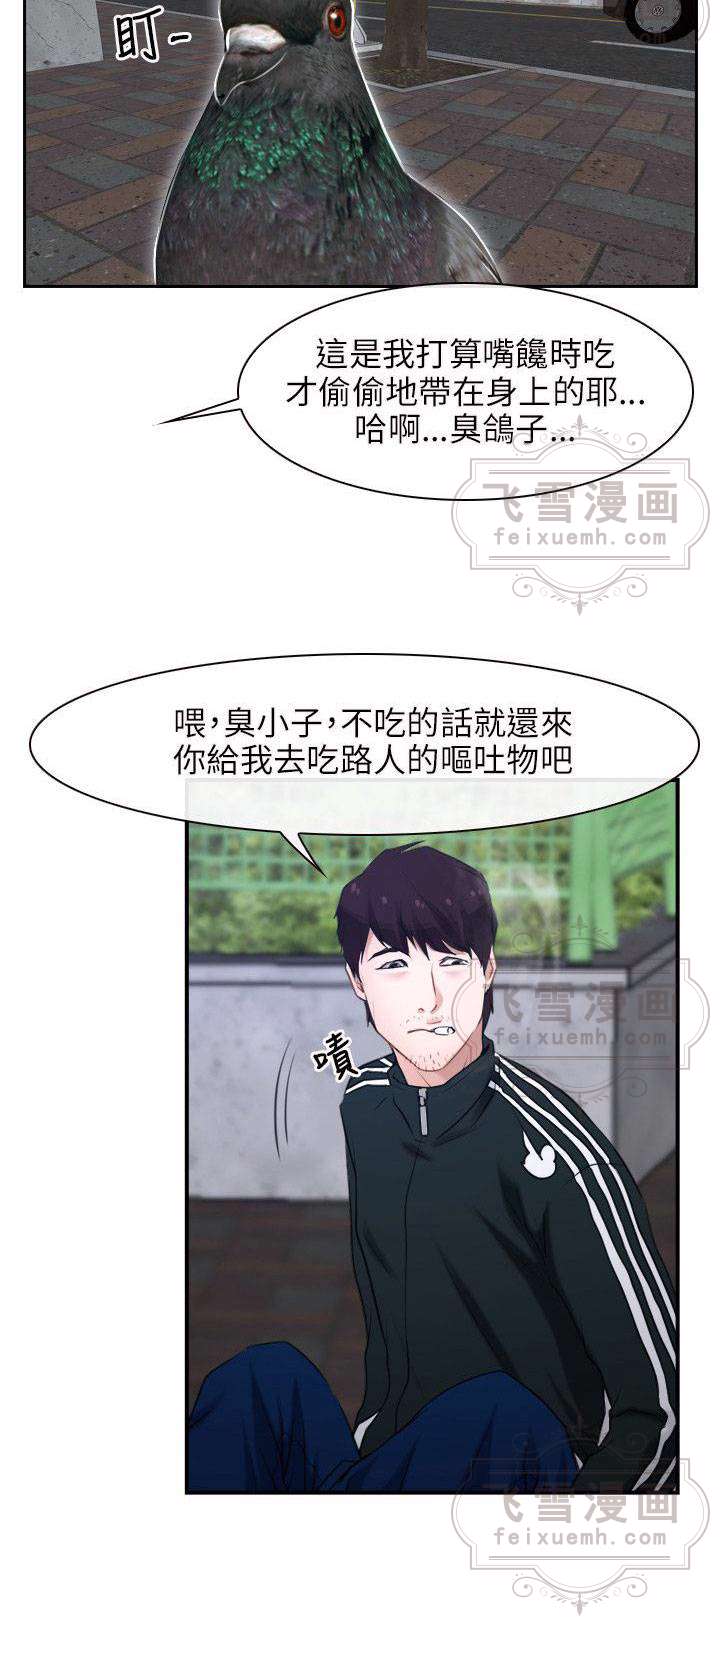 盯-
這是我打算嘴饞時吃
才偷偷地帶在身上的耶...
哈啊...臭鴿子...
飞雪漫画
feixuemh.com
喂，臭小子，不吃的話就還來
你給我去吃路人的嘔吐物吧
嘖
飞雪漫画
feixuemh.com
飞雪漫画
feixuemh.com